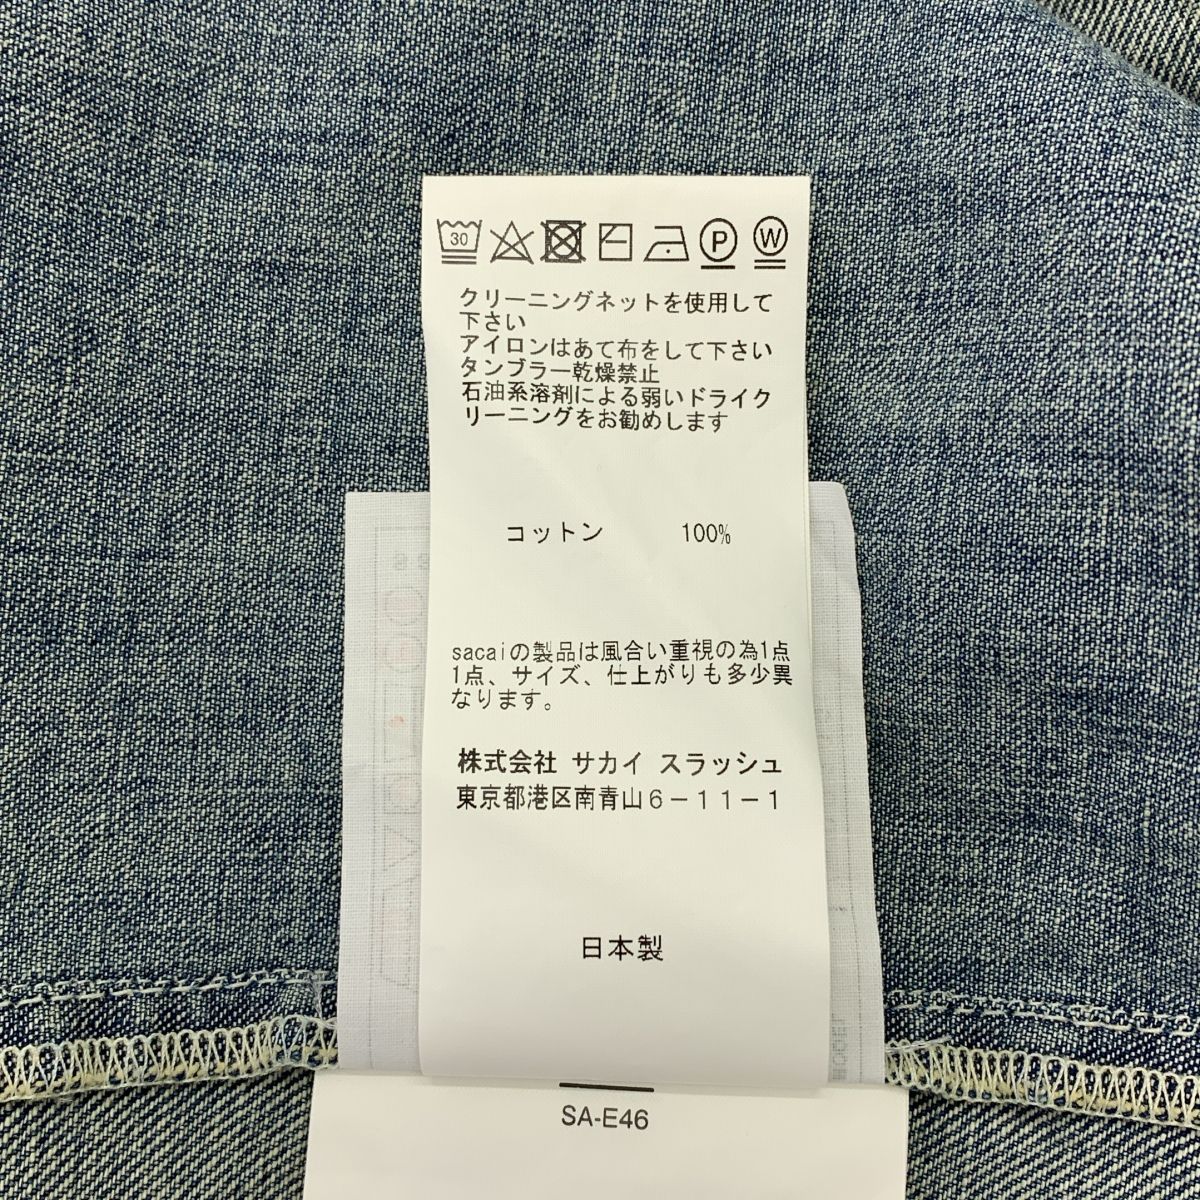 30 P W
クリーニングネットを使用して
下さい
アイロンはあて布をして下さい
タンブラー乾燥禁止
石油系溶剤による弱いドライク
リーニングをお勧めします
コットン 100%
sacaiの製品は風合い重視の為1点
1点、サイズ、仕上がりも多少異
なります。
株式会社 サカイ スラッシュ
東京都港区南青山6-11-1
日本製
SA-E46